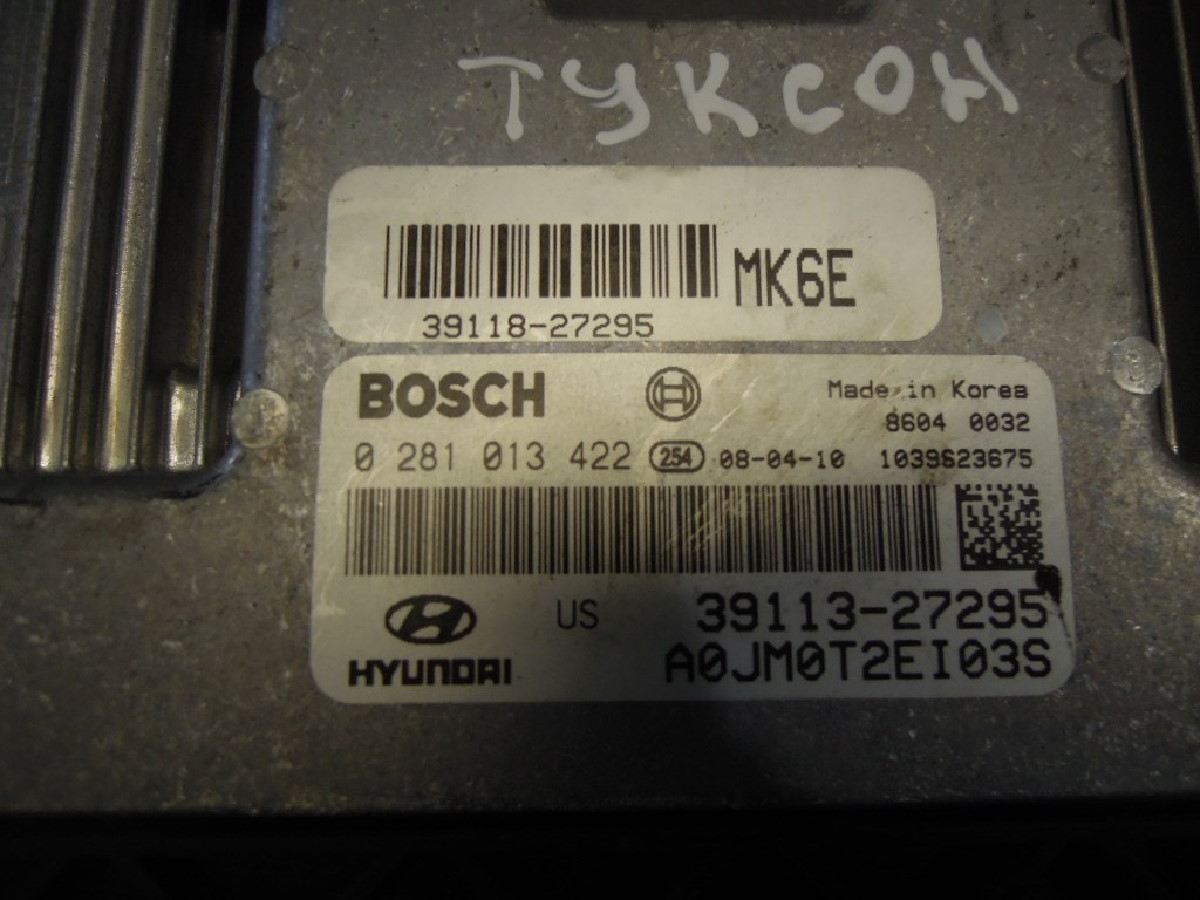 ТУКСОН
MK6E
39118-27295
BOSCH
Made in Korea
8604 0032
0 281 013 422 254 08-04-10 1039S23675
US 39113-27295
HYUNDAI A0JM0T2EI03S